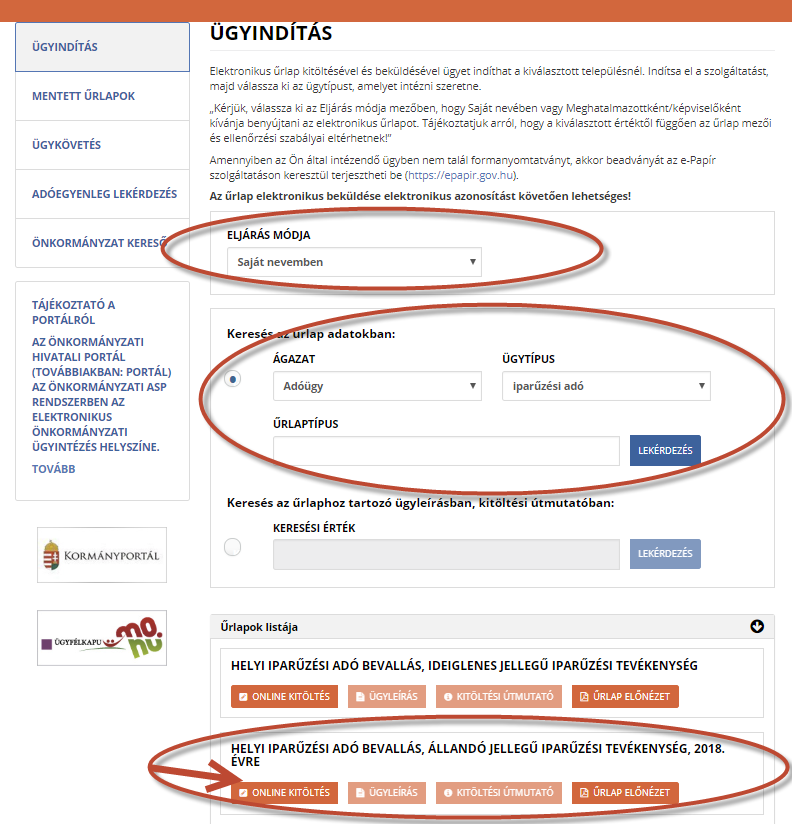 ÜGYINDÍTÁS
MENTETT ŰRLAPOK
ÜGYKÖVETÉS
ADÓEGYENLEG LEKÉRDEZÉS
ÖNKORMÁNYZAT KERESŐ
TÁJÉKOZTATÓ A
PORTÁLRÓL
AZ ÖNKORMÁNYZATI
HIVATALI PORTÁL
(TOVÁBBIAKBAN: PORTÁL)
AZ ÖNKORMÁNYZATI ASP
RENDSZERBEN AZ
ELEKTRONIKUS
ÖNKORMÁNYZATI
ÜGYINTÉZÉS HELYSZÍNE.
TOVÁBB
KORMÁNYPORTÁL
ÜGYFÉLKAPU mo.hu
ÜGYINDÍTÁS
Elektronikus űrlap kitöltésével és beküldésével ügyet indíthat a kiválasztott településnél. Indítsa el a szolgáltatást,
majd válassza ki az ügytípust, amelyet intézni szeretne.
„Kérjük, válassza ki az Eljárás módja mezőben, hogy Saját nevében vagy Meghatalmazottként/képviselőként
kívánja benyújtani az elektronikus űrlapot. Tájékoztatjuk arról, hogy a kiválasztott értéktől függően az űrlap mezői
és ellenőrzési szabályai eltérhetnek!”
Amennyiben az Ön által intézendő ügyben nem talál formanyomtatványt, akkor beadványát az e-Papír
szolgáltatáson keresztül terjesztheti be (https://epapir.gov.hu).
Az űrlap elektronikus beküldése elektronikus azonosítást követően lehetséges!
ELJÁRÁS MÓDJA
Saját nevemben
Keresés az űrlap adatokban:
ÁGAZAT ÜGYTÍPUS
Adóügy iparűzési adó
ŰRLAPTÍPUS
LEKÉRDEZÉS
Keresés az űrlaphoz tartozó ügyleírásban, kitöltési útmutatóban:
KERESÉSI ÉRTÉK
LEKÉRDEZÉS
Űrlapok listája
HELYI IPARŰZÉSI ADÓ BEVALLÁS, IDEIGLENES JELLEGŰ IPARŰZÉSI TEVÉKENYSÉG
ONLINE KITÖLTÉS ÜGYLEÍRÁS KITÖLTÉSI ÚTMUTATÓ ŰRLAP ELŐNÉZET
HELYI IPARŰZÉSI ADÓ BEVALLÁS, ÁLLANDÓ JELLEGŰ IPARŰZÉSI TEVÉKENYSÉG, 2018.
ÉVRE
ONLINE KITÖLTÉS ÜGYLEÍRÁS KITÖLTÉSI ÚTMUTATÓ ŰRLAP ELŐNÉZET